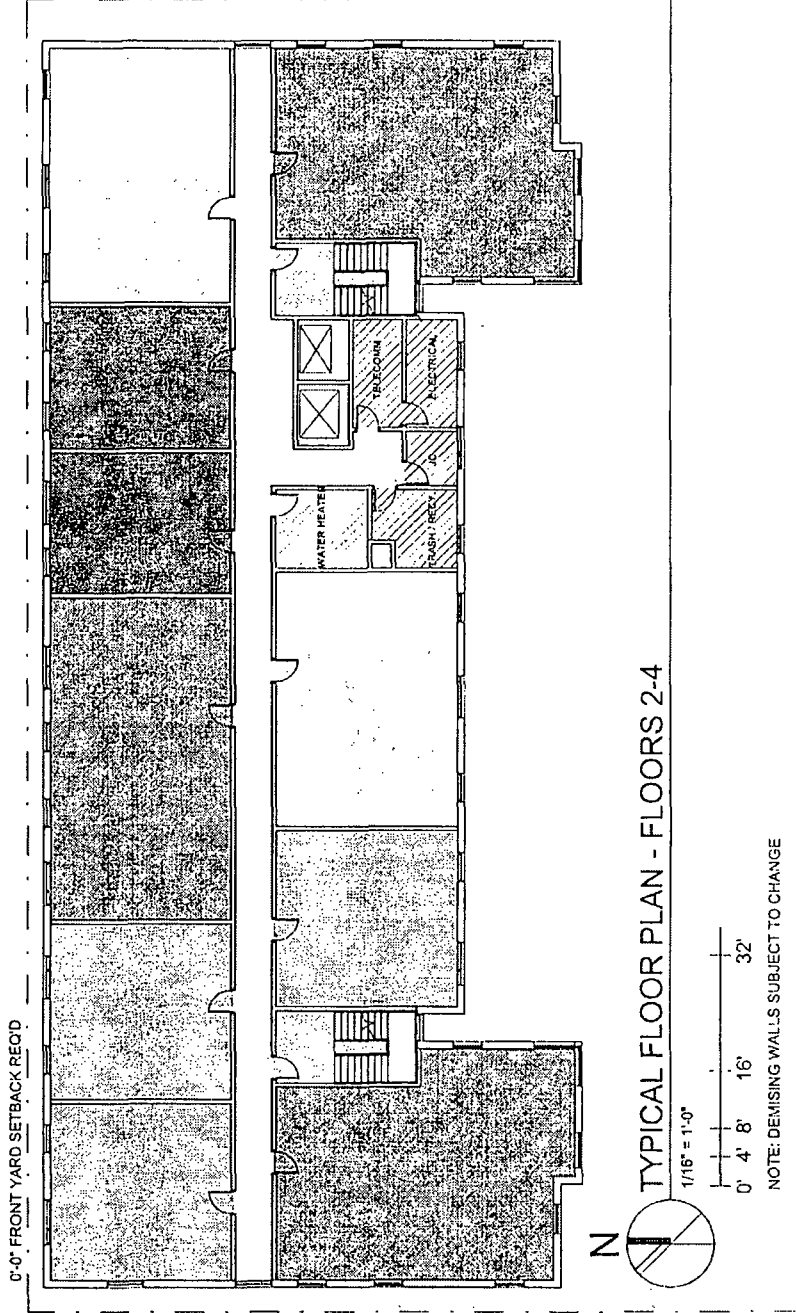 0'-0" FRONT YARD SETBACK REQ'D
WATER HEATER
TRASH / RECY
JC
TELECOMM
ELECTRICAL
N
TYPICAL FLOOR PLAN - FLOORS 2-4
1/16" = 1'-0"
0' 4' 8' 16' 32'
NOTE: DEMISING WALLS SUBJECT TO CHANGE